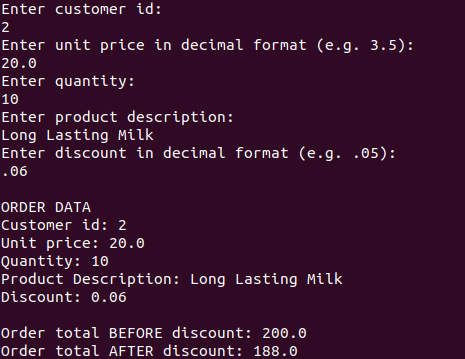 Enter customer id:
2
Enter unit price in decimal format (e.g. 3.5):
20.0
Enter quantity:
10
Enter product description:
Long Lasting Milk
Enter discount in decimal format (e.g. .05):
.06

ORDER DATA
Customer id: 2
Unit price: 20.0
Quantity: 10
Product Description: Long Lasting Milk
Discount: 0.06

Order total BEFORE discount: 200.0
Order total AFTER discount: 188.0